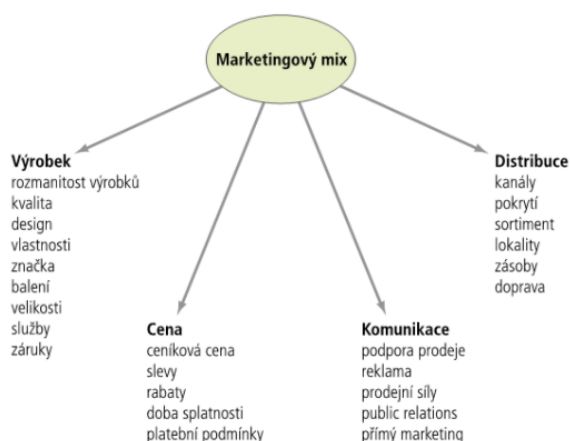 Marketingový mix
Výrobek
rozmanitost výrobků
kvalita
design
vlastnosti
značka
balení
velikosti
služby
záruky
Cena
ceníková cena
slevy
rabaty
doba splatnosti
platební podmínky
Komunikace
podpora prodeje
reklama
prodejní síly
public relations
přímý marketing
Distribuce
kanály
pokrytí
sortiment
lokality
zásoby
doprava